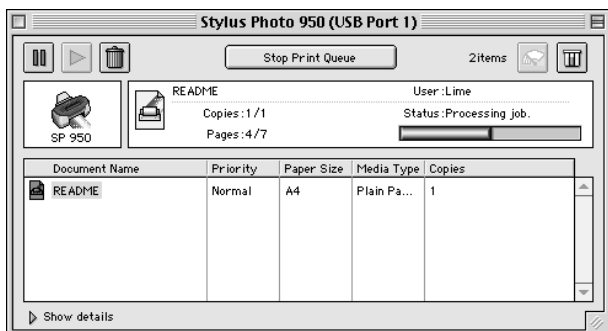 Stylus Photo 950 (USB Port 1)
Stop Print Queue
2items
README
User:Lime
Copies:1/1
Status:Processing job.
Pages:4/7
SP 950
Document Name Priority Paper Size Media Type Copies
README Normal A4 Plain Pa... 1
Show details